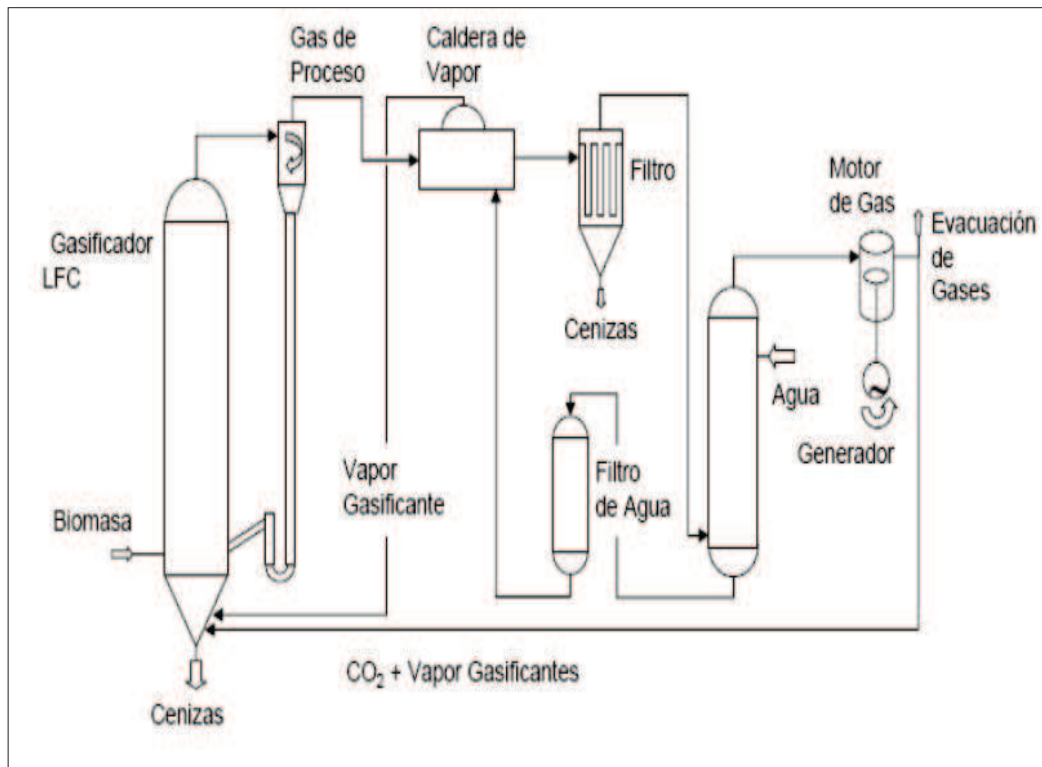 Gas de
Proceso
Caldera de
Vapor
Filtro
Motor
de Gas
Evacuación
de
Gases
Gasificador
LFC
Cenizas
Agua
Generador
Vapor
Gasificante
Filtro
de Agua
Biomasa
CO₂ + Vapor Gasificantes
Cenizas